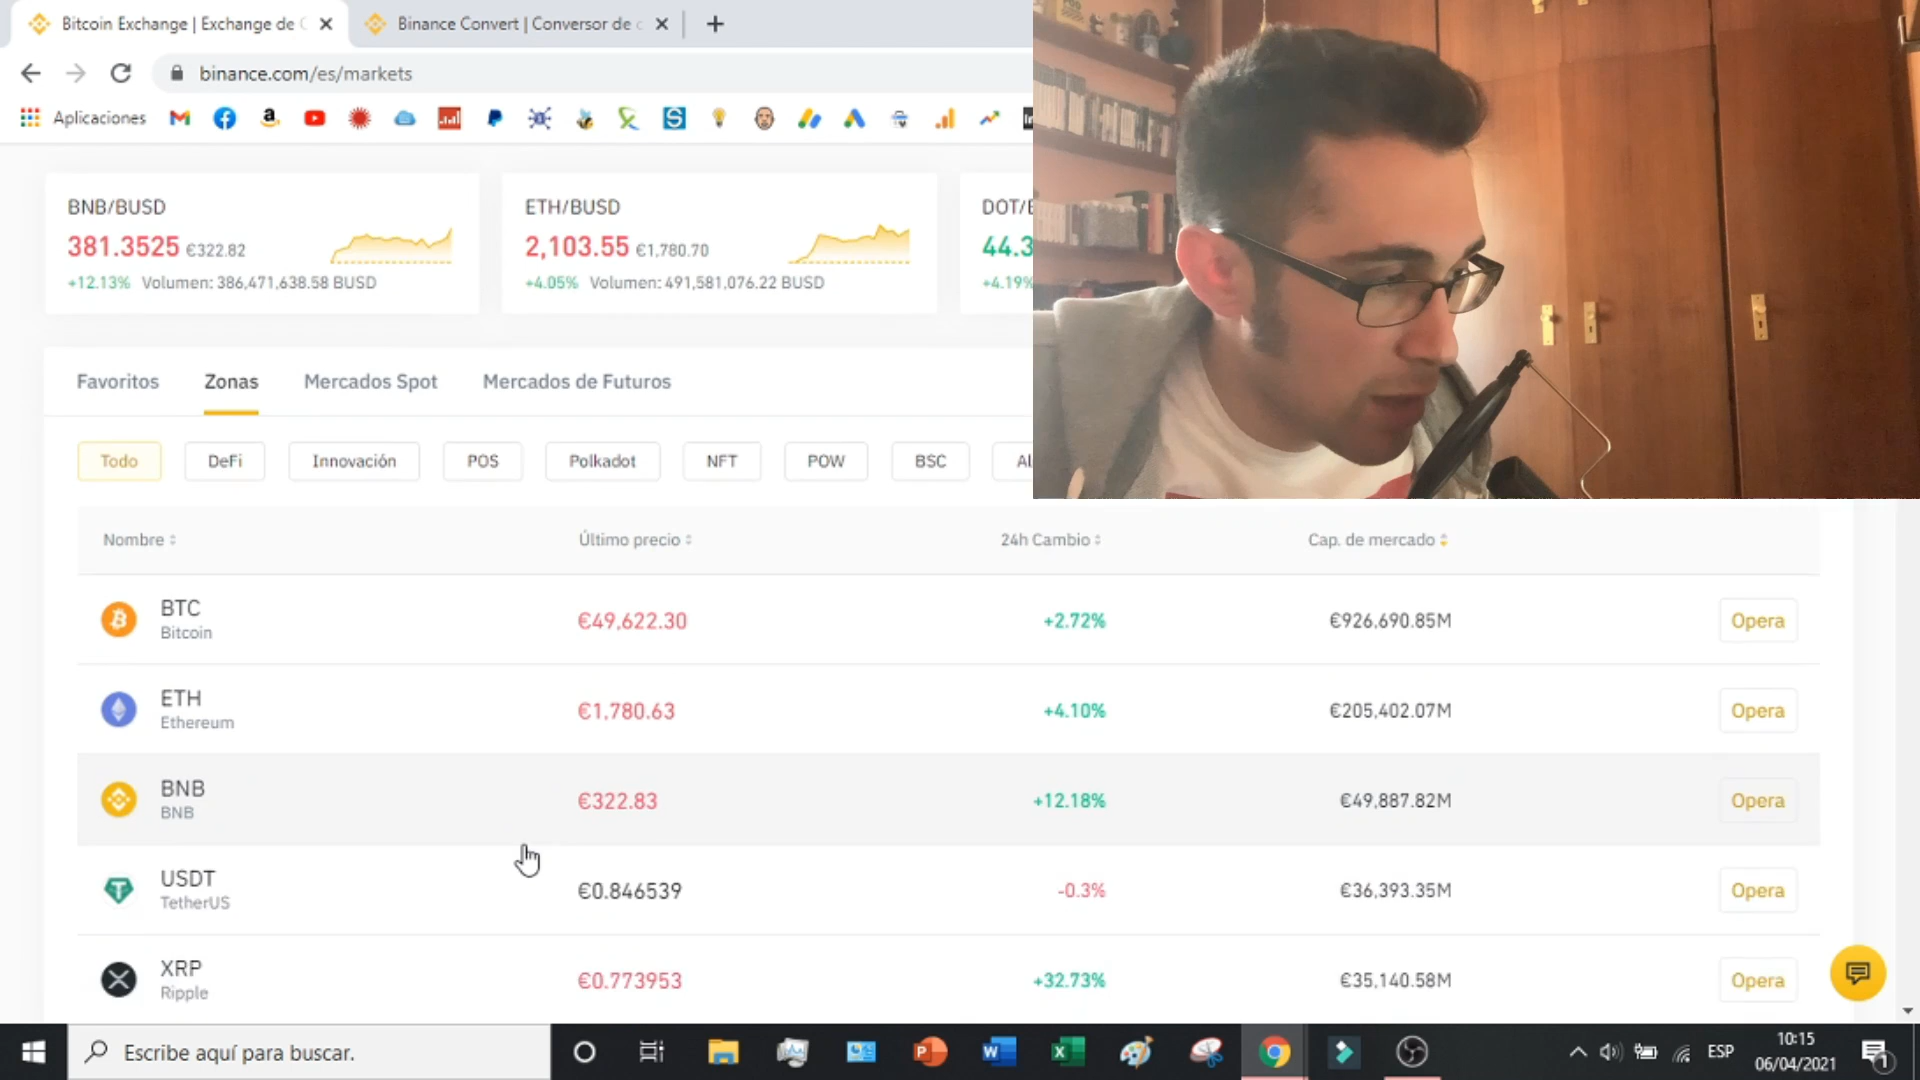 Bitcoin Exchange | Exchange de
Binance Convert | Conversor de
binance.com/es/markets
Aplicaciones
BNB/BUSD
381.3525 €322.82
+12.13% Volumen: 386,471,638.58 BUSD
ETH/BUSD
2,103.55 €1,780.70
+4.05% Volumen: 491,581,076.22 BUSD
DOT/
44.3
+4.19%
Favoritos Zonas Mercados Spot Mercados de Futuros
Todo DeFi Innovación POS Polkadot NFT POW BSC
Nombre Último precio 24h Cambio Cap. de mercado
BTC
Bitcoin
€49,622.30 +2.72% €926,690.85M Opera
ETH
Ethereum
€1,780.63 +4.10% €205,402.07M Opera
BNB
BNB
€322.83 +12.18% €49,887.82M Opera
USDT
TetherUS
€0.846539 -0.3% €36,393.35M Opera
XRP
Ripple
€0.773953 +32.73% €35,140.58M Opera
Escribe aquí para buscar.
ESP
10:15
06/04/2021
1